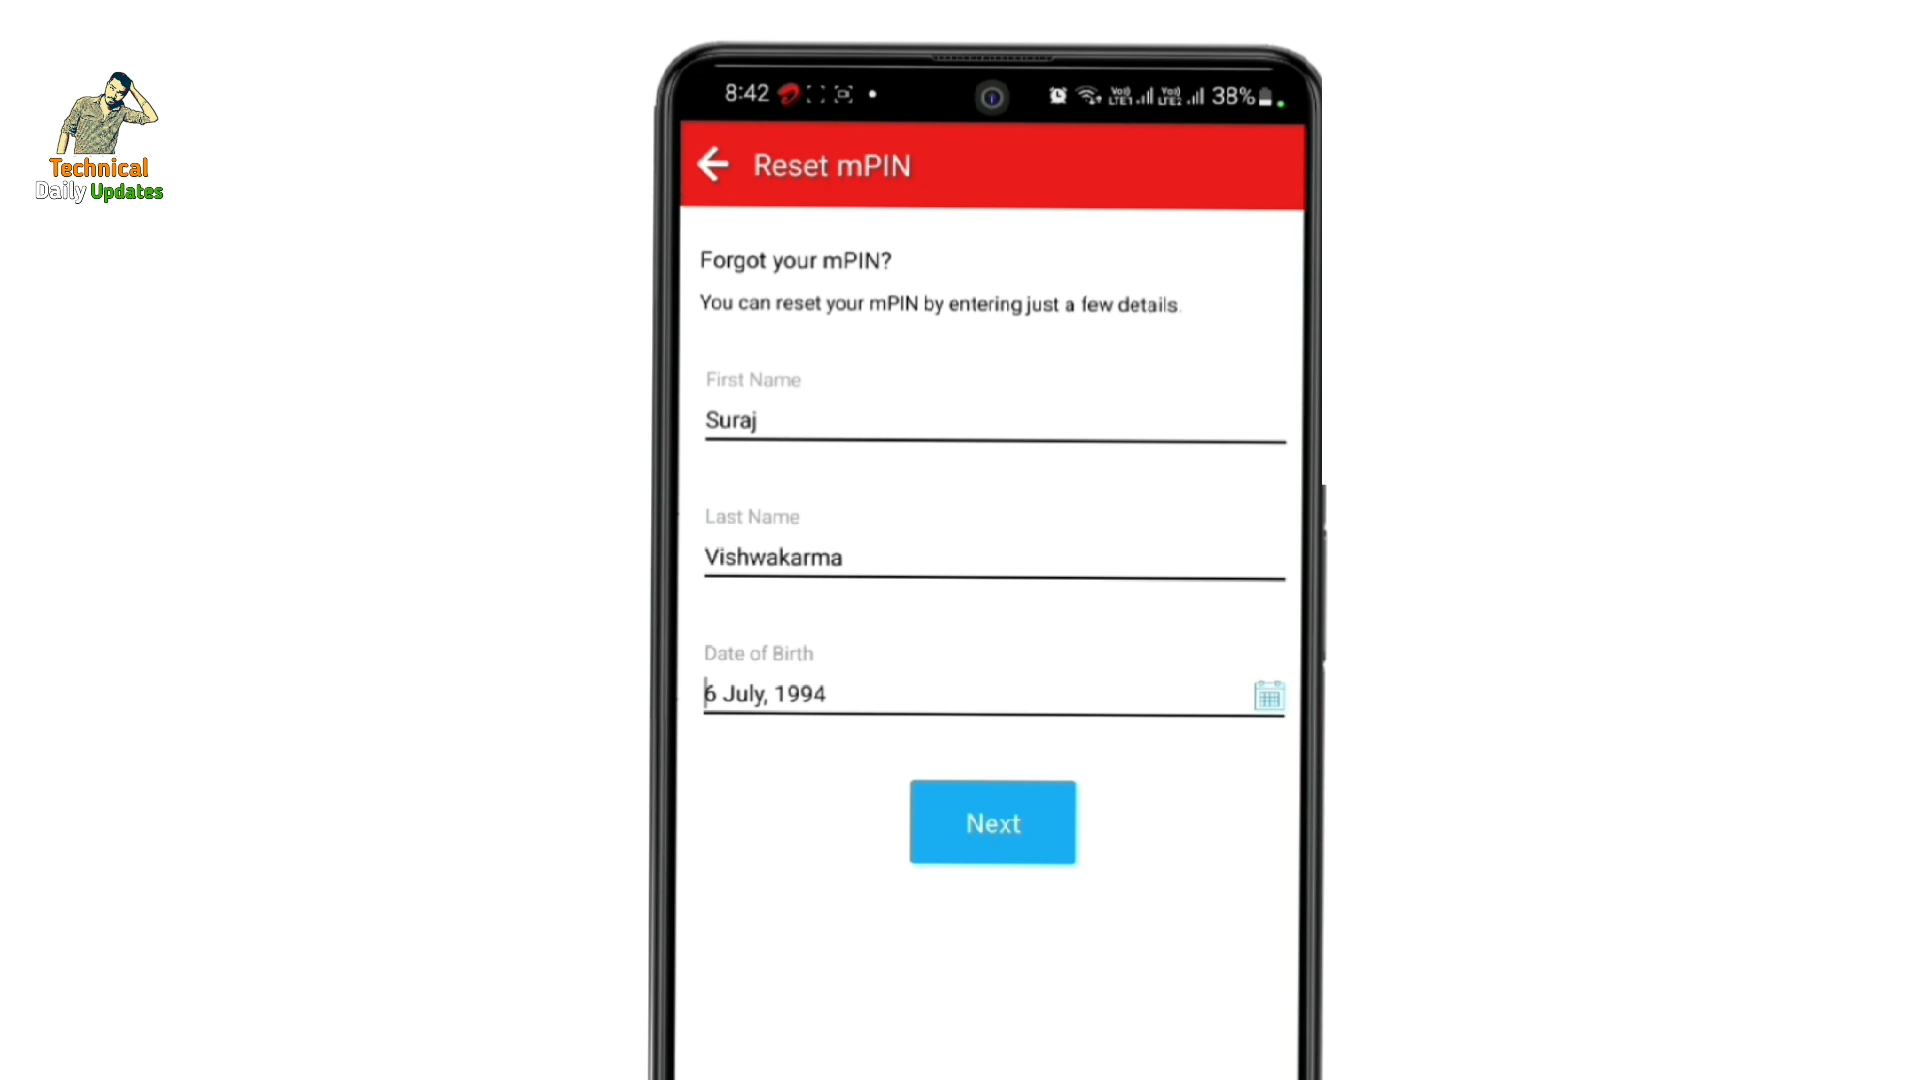 Technical
Daily Updates
8:42
38%
Reset mPIN
Forgot your mPIN?
You can reset your mPIN by entering just a few details.
First Name
Suraj
Last Name
Vishwakarma
Date of Birth
6 July, 1994
Next